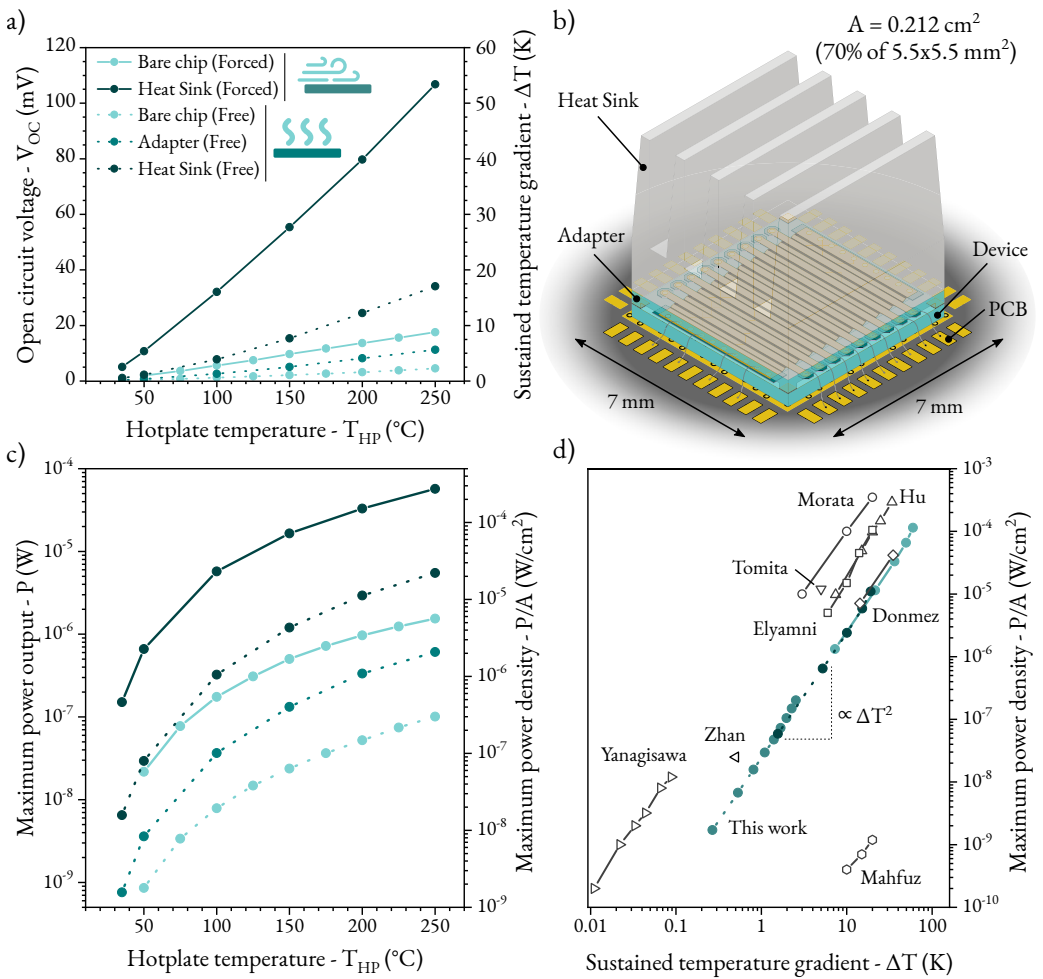 a)
120
100
80
60
40
20
0
Open circuit voltage - V_OC (mV)
Bare chip (Forced)
Heat Sink (Forced)
Bare chip (Free)
Adapter (Free)
Heat Sink (Free)
60
50
40
30
20
10
0
Sustained temperature gradient - ΔT (K)
50 100 150 200 250
Hotplate temperature - T_HP (°C)
b)
A = 0.212 cm²
(70% of 5.5x5.5 mm²)
Heat Sink
Adapter
Device
PCB
7 mm
7 mm
c)
10⁻⁴
10⁻⁵
10⁻⁶
10⁻⁷
10⁻⁸
10⁻⁹
Maximum power output - P (W)
10⁻⁴
10⁻⁵
10⁻⁶
10⁻⁷
10⁻⁸
10⁻⁹
Maximum power density - P/A (W/cm²)
50 100 150 200 250
Hotplate temperature - T_HP (°C)
d)
Morata
Hu
Tomita
Elyamni
Donmez
∝ ΔT²
Zhan
Yanagisawa
This work
Mahfuz
10⁻³
10⁻⁴
10⁻⁵
10⁻⁶
10⁻⁷
10⁻⁸
10⁻⁹
10⁻¹⁰
Maximum power density - P/A (W/cm²)
0.01 0.1 1 10 100
Sustained temperature gradient - ΔT (K)